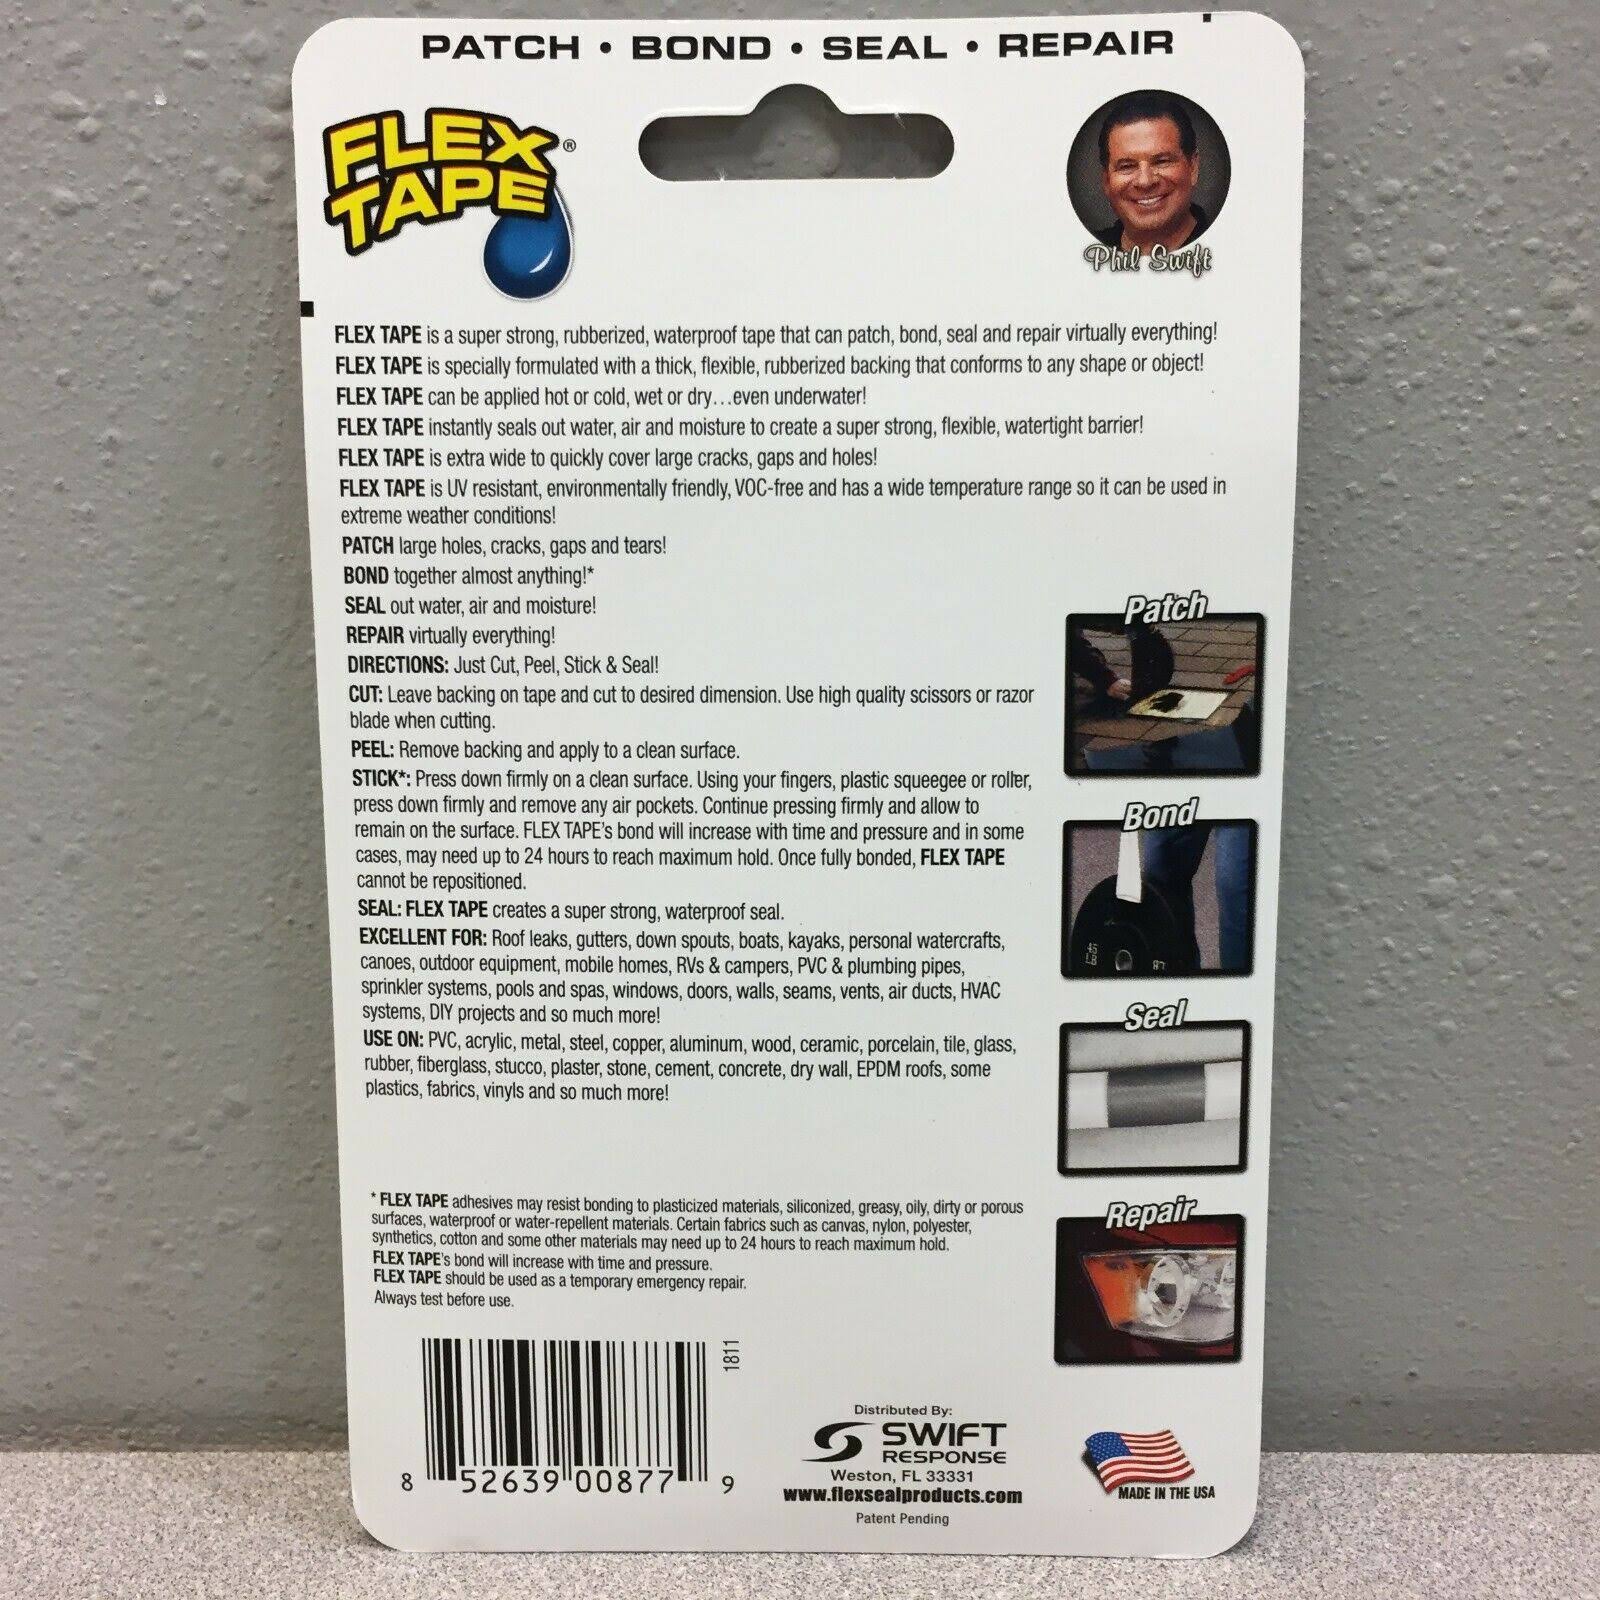 PATCH • BOND • SEAL • REPAIR
FLEX
TAPE®
Phil Swift
FLEX TAPE is a super strong, rubberized, waterproof tape that can patch, bond, seal and repair virtually everything!
FLEX TAPE is specially formulated with a thick, flexible, rubberized backing that conforms to any shape or object!
FLEX TAPE can be applied hot or cold, wet or dry…even underwater!
FLEX TAPE instantly seals out water, air and moisture to create a super strong, flexible, watertight barrier!
FLEX TAPE is extra wide to quickly cover large cracks, gaps and holes!
FLEX TAPE is UV resistant, environmentally friendly, VOC-free and has a wide temperature range so it can be used in
extreme weather conditions!
PATCH large holes, cracks, gaps and tears!
BOND together almost anything!*
SEAL out water, air and moisture!
REPAIR virtually everything!
DIRECTIONS: Just Cut, Peel, Stick & Seal!
CUT: Leave backing on tape and cut to desired dimension. Use high quality scissors or razor
blade when cutting.
PEEL: Remove backing and apply to a clean surface.
STICK*: Press down firmly on a clean surface. Using your fingers, plastic squeegee or roller,
press down firmly and remove any air pockets. Continue pressing firmly and allow to
remain on the surface. FLEX TAPE's bond will increase with time and pressure and in some
cases, may need up to 24 hours to reach maximum hold. Once fully bonded, FLEX TAPE
cannot be repositioned.
SEAL: FLEX TAPE creates a super strong, waterproof seal.
EXCELLENT FOR: Roof leaks, gutters, down spouts, boats, kayaks, personal watercrafts,
canoes, outdoor equipment, mobile homes, RVs & campers, PVC & plumbing pipes,
sprinkler systems, pools and spas, windows, doors, walls, seams, vents, air ducts, HVAC
systems, DIY projects and so much more!
USE ON: PVC, acrylic, metal, steel, copper, aluminum, wood, ceramic, porcelain, tile, glass,
rubber, fiberglass, stucco, plaster, stone, cement, concrete, dry wall, EPDM roofs, some
plastics, fabrics, vinyls and so much more!
Patch
Bond
45
LB
Seal
Repair
* FLEX TAPE adhesives may resist bonding to plasticized materials, siliconized, greasy, oily, dirty or porous
surfaces, waterproof or water-repellent materials. Certain fabrics such as canvas, nylon, polyester,
synthetics, cotton and some other materials may need up to 24 hours to reach maximum hold.
FLEX TAPE's bond will increase with time and pressure.
FLEX TAPE should be used as a temporary emergency repair.
Always test before use.
1811
8 52639 00877 9
Distributed By:
SWIFT
RESPONSE
Weston, FL 33331
www.flexsealproducts.com
Patent Pending
MADE IN THE USA